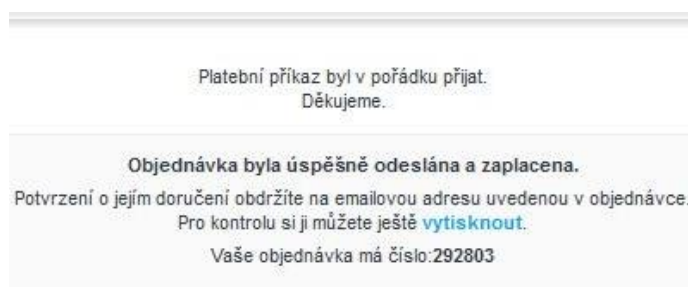 Platební příkaz byl v pořádku přijat.
Děkujeme.
Objednávka byla úspěšně odeslána a zaplacena.
Potvrzení o jejím doručení obdržíte na emailovou adresu uvedenou v objednávce.
Pro kontrolu si ji můžete ještě vytisknout.
Vaše objednávka má číslo:292803